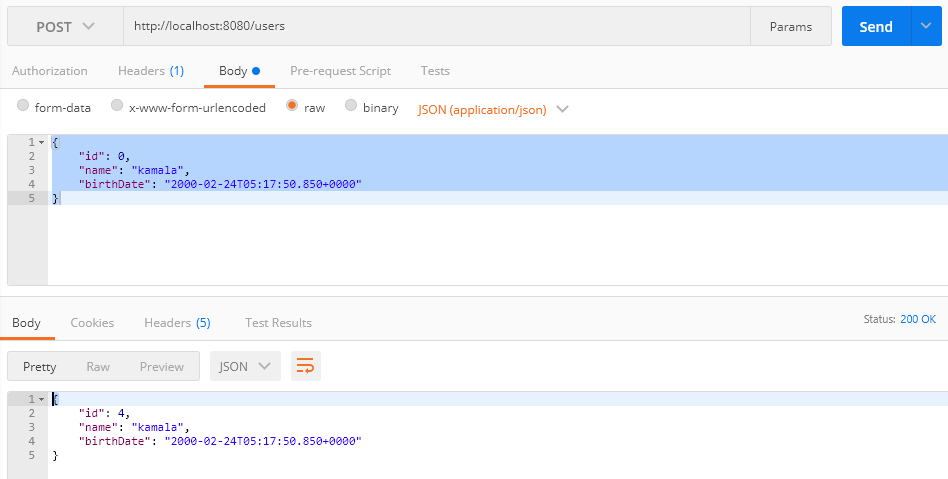 POST http://localhost:8080/users Params Send
Authorization Headers (1) Body Pre-request Script Tests
form-data x-www-form-urlencoded raw binary JSON (application/json)
1 {
2 "id": 0,
3 "name": "kamala",
4 "birthDate": "2000-02-24T05:17:50.850+0000"
5 }
Body Cookies Headers (5) Test Results Status: 200 OK
Pretty Raw Preview JSON
1 {
2 "id": 4,
3 "name": "kamala",
4 "birthDate": "2000-02-24T05:17:50.850+0000"
5 }